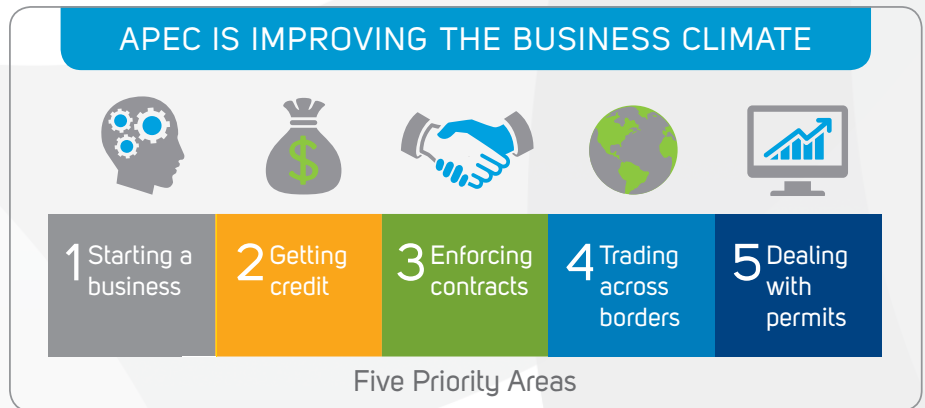 APEC IS IMPROVING THE BUSINESS CLIMATE
$
1 Starting a
business
2 Getting
credit
3 Enforcing
contracts
4 Trading
across
borders
5 Dealing
with
permits
Five Priority Areas